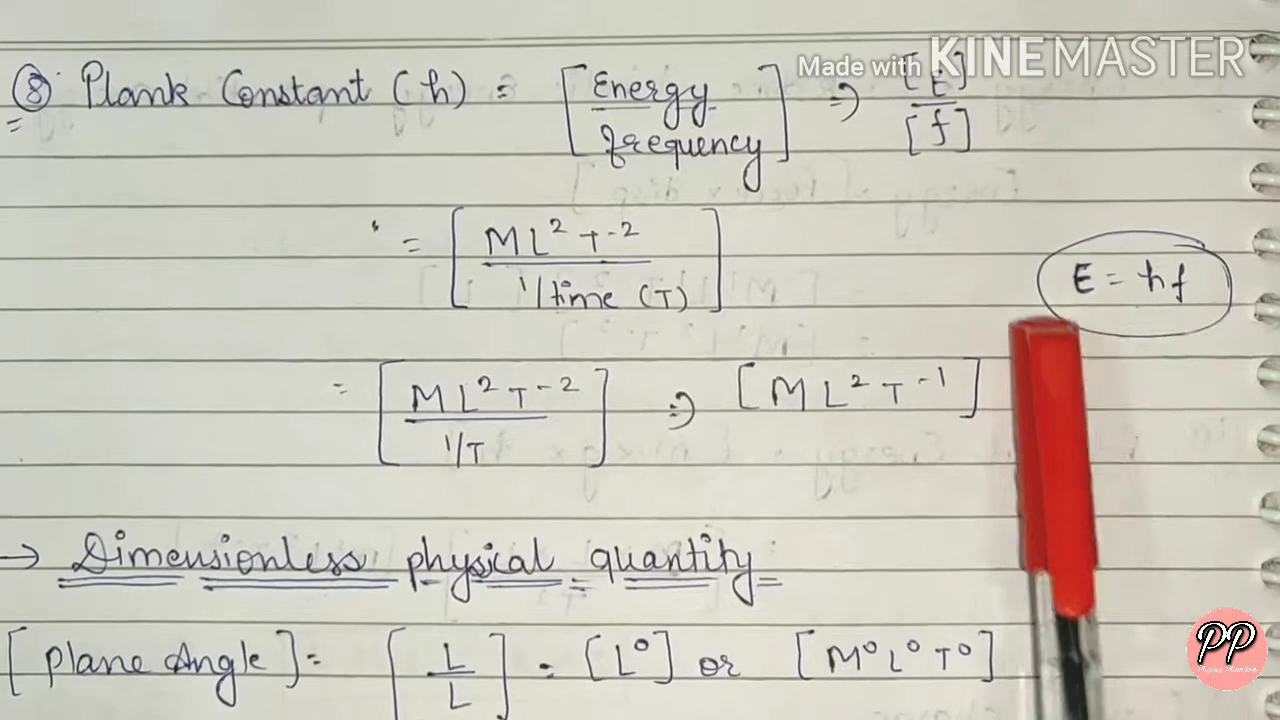 Made with KINEMASTER
⑧ Plank Constant (h) = [Energy / frequency] ⇒ [E] / [f]
= [ML² T⁻² / 1/time (T)]
E = hf
= [ML² T⁻² / 1/T] ⇒ [ML² T⁻¹]
→ Dimensionless physical quantity
[Plane Angle] = [L / L] = [L⁰] or [M⁰ L⁰ T⁰]
PP